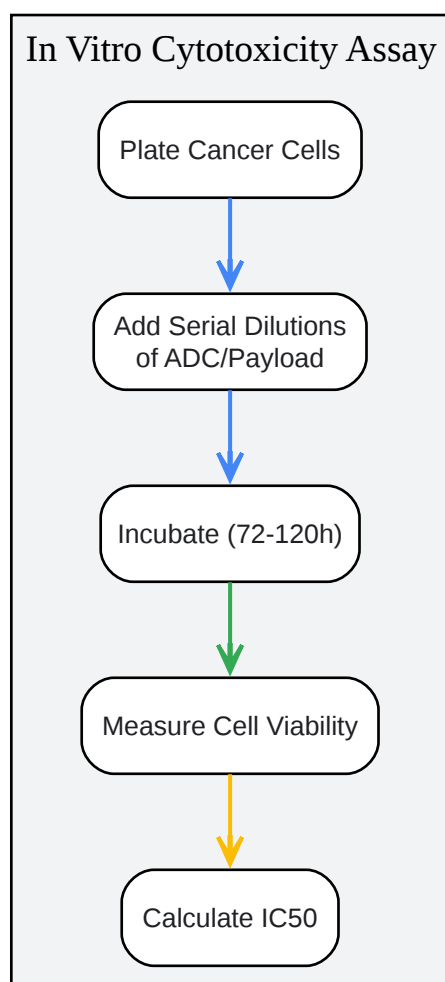 In Vitro Cytotoxicity Assay
Plate Cancer Cells
Add Serial Dilutions
of ADC/Payload
Incubate (72-120h)
Measure Cell Viability
Calculate IC50